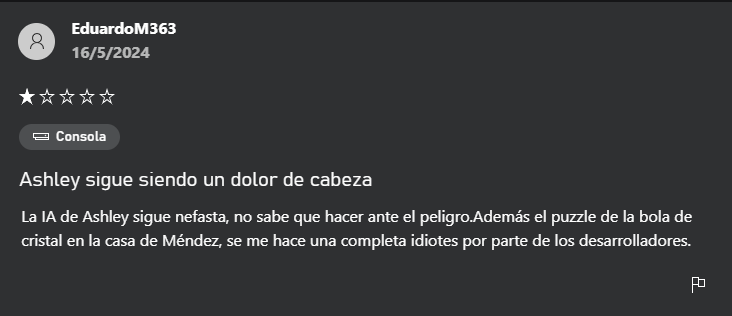 EduardoM363
16/5/2024
Consola
Ashley sigue siendo un dolor de cabeza
La IA de Ashley sigue nefasta, no sabe que hacer ante el peligro.Además el puzzle de la bola de
cristal en la casa de Méndez, se me hace una completa idiotes por parte de los desarrolladores.